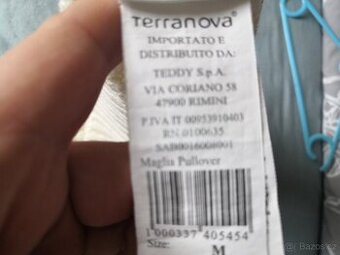 terranova®
IMPORTATO E
DISTRIBUITO DA:
TEDDY S.p.A.
VIA CORIANO 58
47900 RIMINI
P.IVA IT 00953910403
RN 0100635
SAB0016008001
Maglia Pullover
1 000337 405454
Size: M